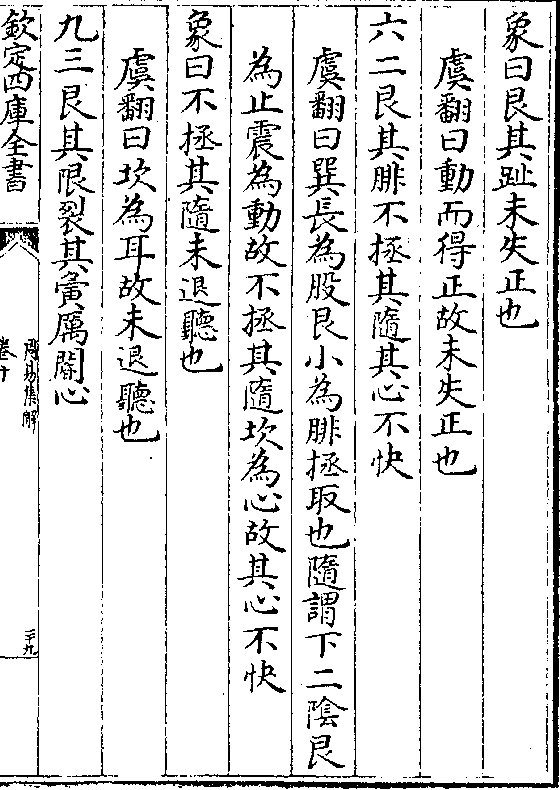 象曰艮其趾未失正也
虞翻曰動而得正故未失正也
六二艮其腓不拯其隨其心不快
虞翻曰巽長為股艮小為腓拯取也隨謂下二陰艮
為止震為動故不拯其隨坎為心故其心不快
象曰不拯其隨未退聽也
虞翻曰坎為耳故未退聽也
九三艮其限裂其夤厲閽心
欽定四庫全書
周易集解
卷十
二十九